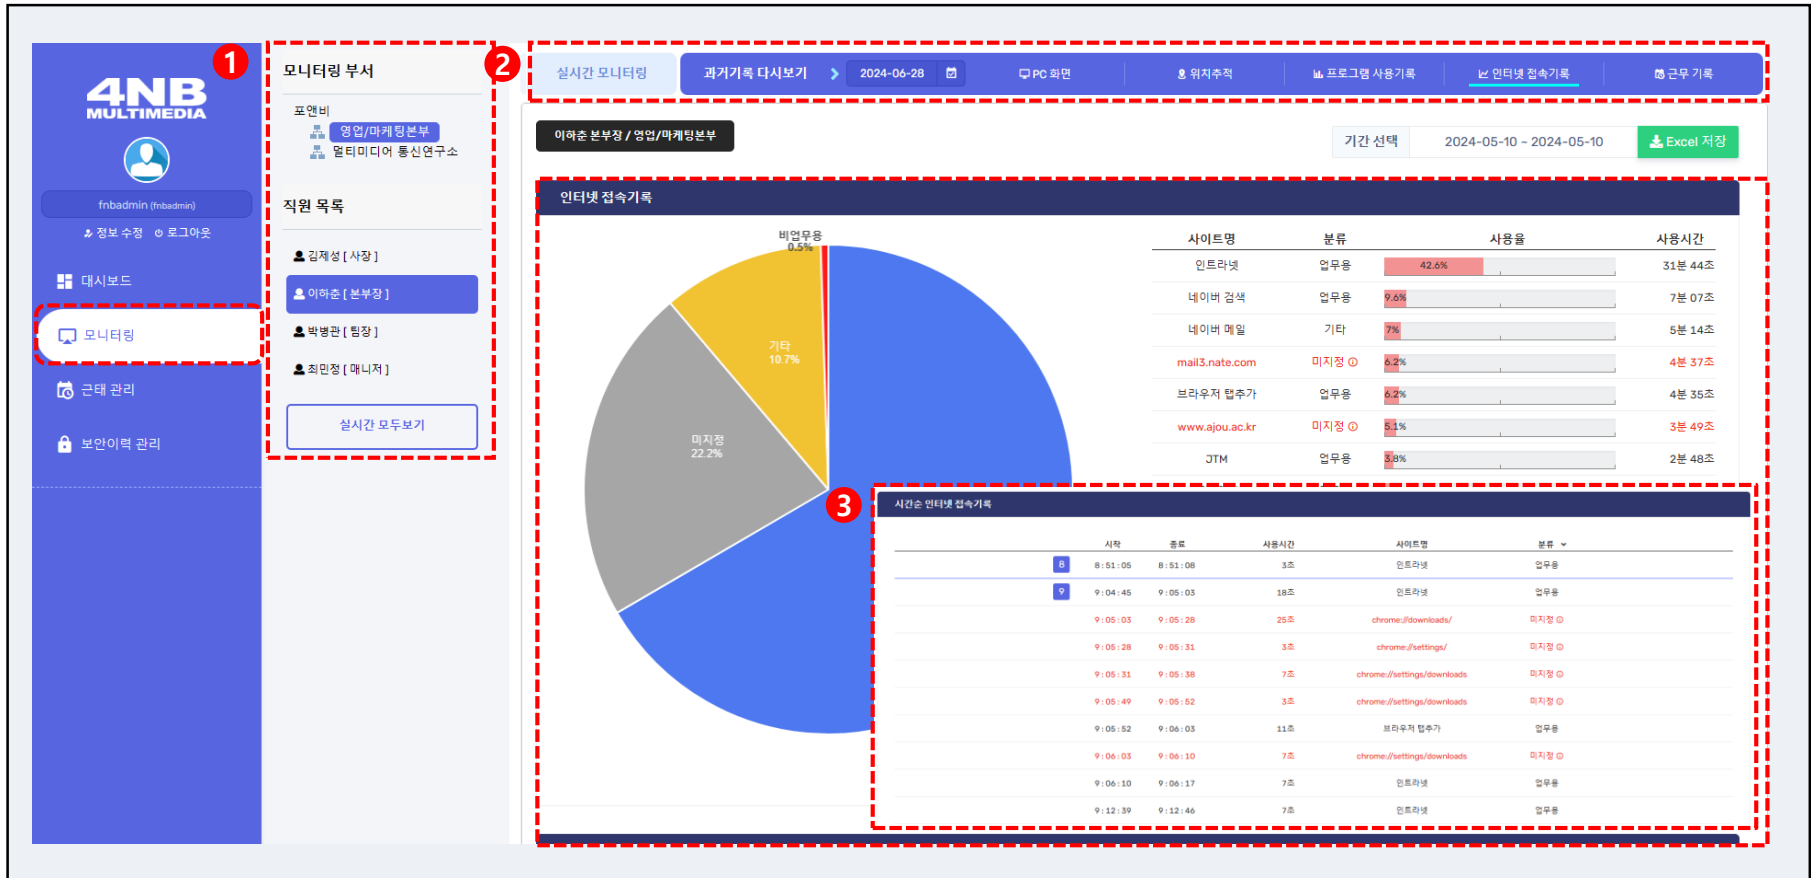 1
4NB
MULTIMEDIA
fnbadmin (fnbadmin)
정보 수정 로그아웃
대시보드
모니터링
근태 관리
보안이력 관리
모니터링 부서
포앤비
영업/마케팅본부
멀티미디어 통신연구소
직원 목록
김제성 [ 사장 ]
이하춘 [ 본부장 ]
박병관 [ 팀장 ]
최민정 [ 매니저 ]
실시간 모두보기
2
실시간 모니터링 과거기록 다시보기 2024-06-28 PC 화면 위치추적 프로그램 사용기록 인터넷 접속기록 근무 기록
이하춘 본부장 / 영업/마케팅본부 기간 선택 2024-05-10 ~ 2024-05-10 Excel 저장
인터넷 접속기록
비업무용
0.5%
기타
10.7%
미지정
22.2%
사이트명 분류 사용율 사용시간
인트라넷 업무용 42.6% 31분 44초
네이버 검색 업무용 9.6% 7분 07초
네이버 메일 기타 7% 5분 14초
mail3.nate.com 미지정 6.2% 4분 37초
브라우저 탭추가 업무용 6.2% 4분 35초
www.ajou.ac.kr 미지정 5.1% 3분 49초
JTM 업무용 3.8% 2분 48초
3
시간순 인터넷 접속기록
시작 종료 사용시간 사이트명 분류
8 8:51:05 8:51:08 3초 인트라넷 업무용
9 9:04:45 9:05:03 18초 인트라넷 업무용
9:05:03 9:05:28 25초 chrome://downloads/ 미지정
9:05:28 9:05:31 3초 chrome://settings/ 미지정
9:05:31 9:05:38 7초 chrome://settings/downloads 미지정
9:05:49 9:05:52 3초 chrome://settings/downloads 미지정
9:05:52 9:06:03 11초 브라우저 탭추가 업무용
9:06:03 9:06:10 7초 chrome://settings/downloads 미지정
9:06:10 9:06:17 7초 인트라넷 업무용
9:12:39 9:12:46 7초 인트라넷 업무용